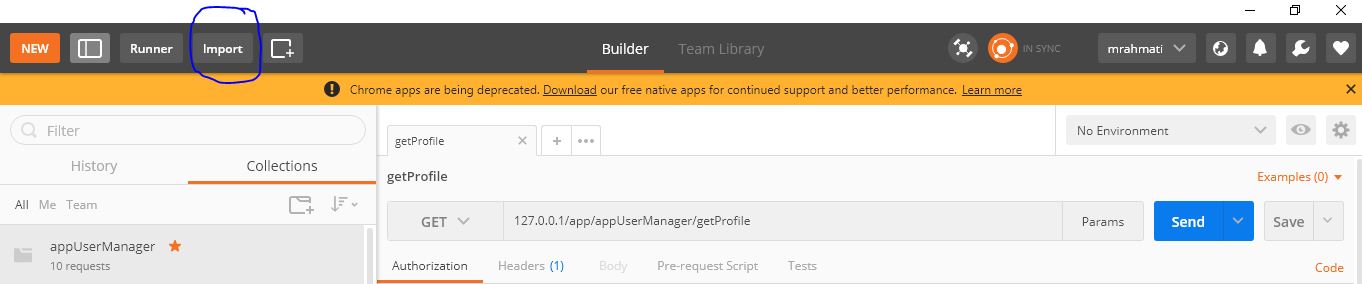 NEW Runner Import Builder Team Library IN SYNC mrahmati
Chrome apps are being deprecated. Download our free native apps for continued support and better performance. Learn more
Filter
getProfile
No Environment
History Collections
getProfile Examples (0)
All Me Team
GET 127.0.0.1/app/appUserManager/getProfile Params Send Save
appUserManager
10 requests
Authorization Headers (1) Body Pre-request Script Tests Code